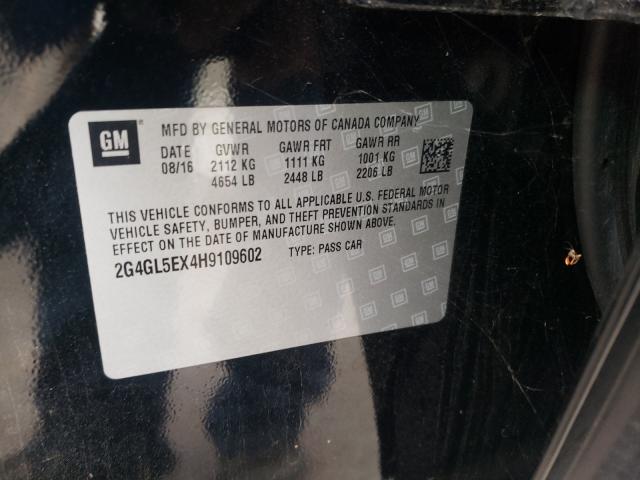 GM
MFD BY GENERAL MOTORS OF CANADA COMPANY
DATE GVWR GAWR FRT GAWR RR
08/16 2112 KG 1111 KG 1001 KG
4654 LB 2448 LB 2206 LB
THIS VEHICLE CONFORMS TO ALL APPLICABLE U.S. FEDERAL MOTOR
VEHICLE SAFETY, BUMPER, AND THEFT PREVENTION STANDARDS IN
EFFECT ON THE DATE OF MANUFACTURE SHOWN ABOVE.
2G4GL5EX4H9109602 TYPE: PASS CAR